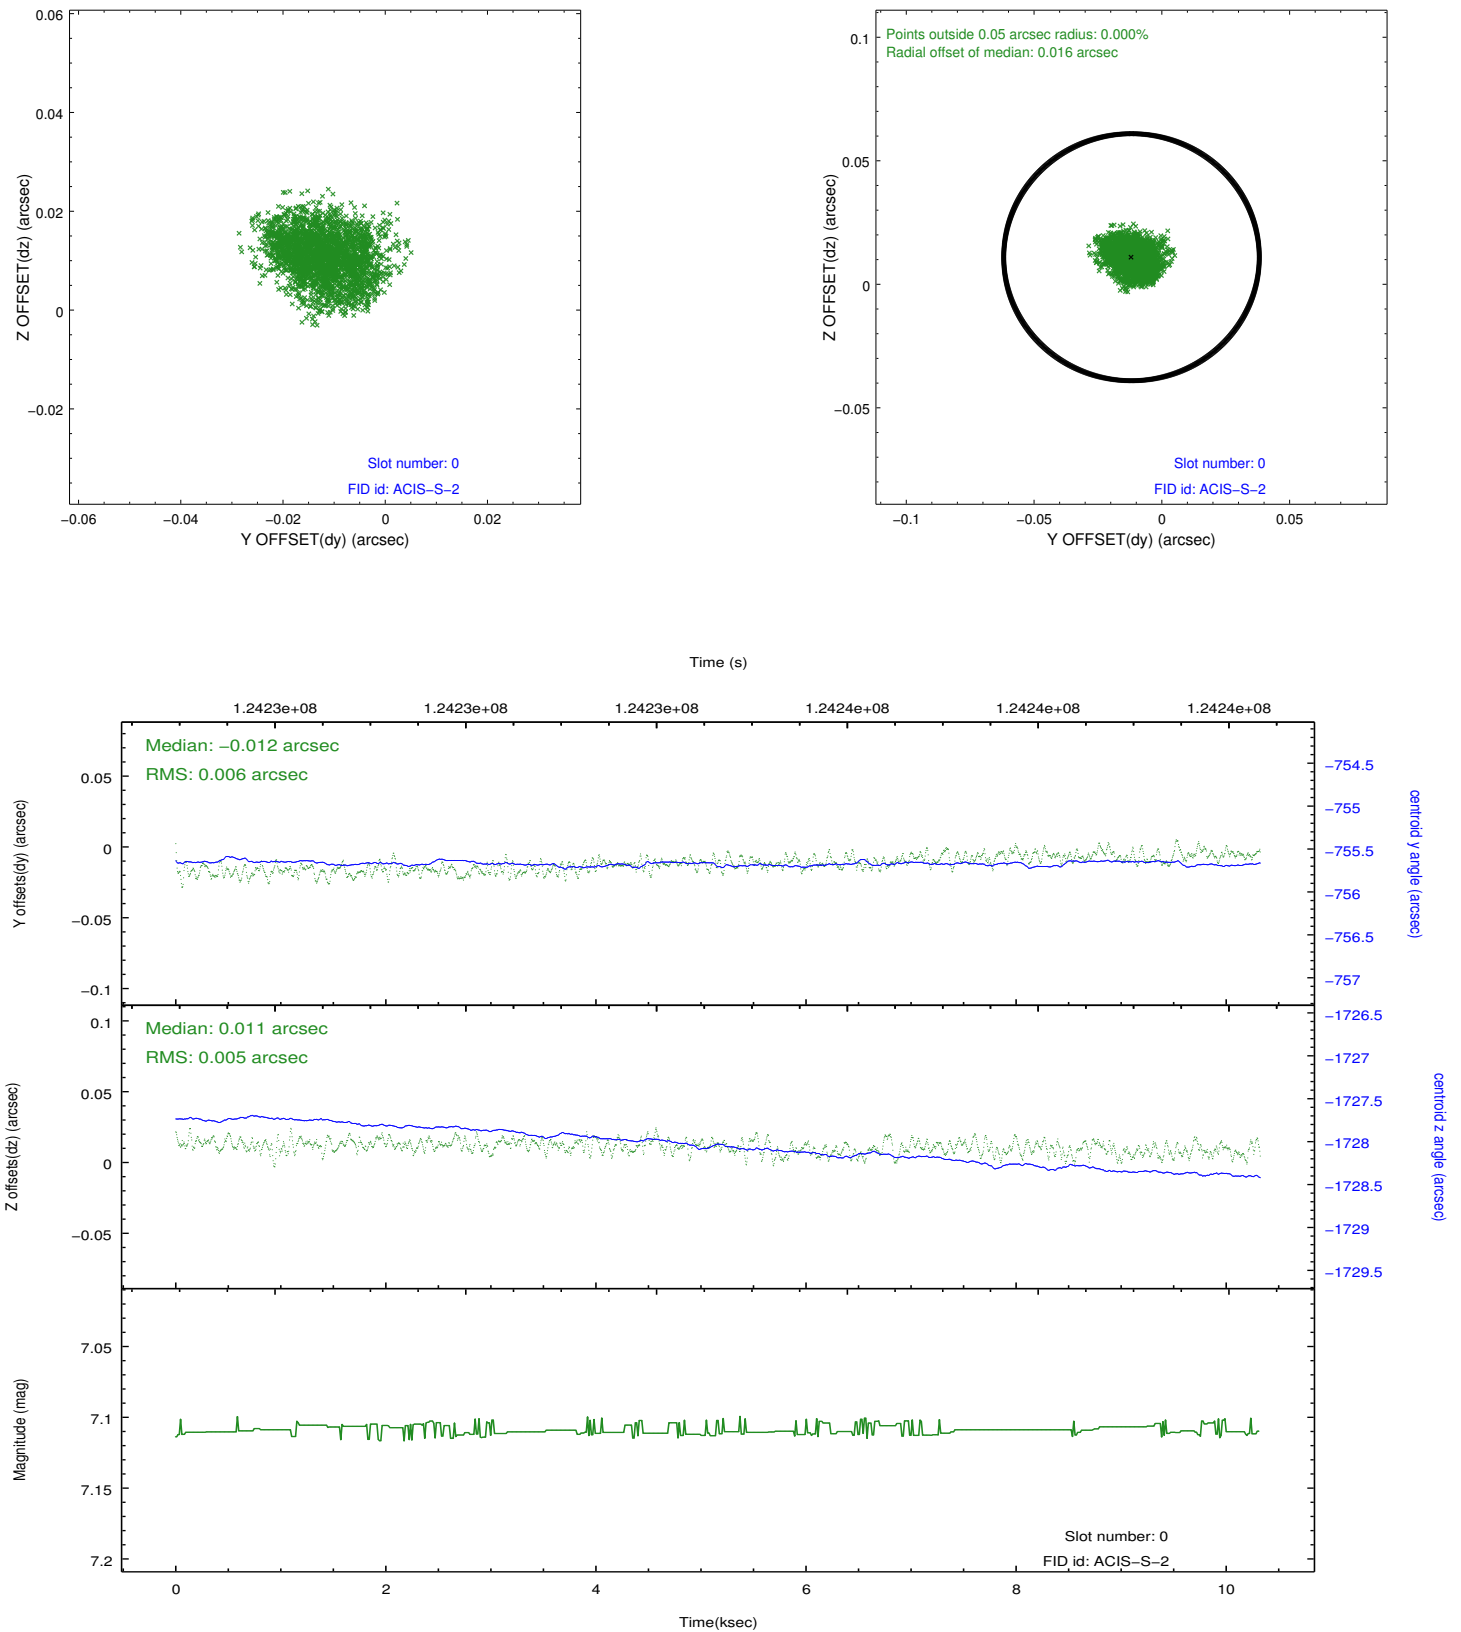 0.06
0.04
0.02
0
−0.02
Z OFFSET(dz) (arcsec)
Slot number: 0
FID id: ACIS−S−2
−0.06
−0.04
−0.02
0
0.02
Y OFFSET(dy) (arcsec)
Points outside 0.05 arcsec radius: 0.000%
Radial offset of median: 0.016 arcsec
0.1
0.05
0
−0.05
Z OFFSET(dz) (arcsec)
Slot number: 0
FID id: ACIS−S−2
−0.1
−0.05
0
0.05
Y OFFSET(dy) (arcsec)
Time (s)
1.2423e+08
1.2423e+08
1.2423e+08
1.2424e+08
1.2424e+08
1.2424e+08
Median: −0.012 arcsec
RMS: 0.006 arcsec
0.05
0
−0.05
−0.1
Y offsets(dy) (arcsec)
−754.5
−755
−755.5
−756
−756.5
−757
centroid y angle (arcsec)
Median: 0.011 arcsec
RMS: 0.005 arcsec
0.1
0.05
0
−0.05
Z offsets(dz) (arcsec)
−1726.5
−1727
−1727.5
−1728
−1728.5
−1729
−1729.5
centroid z angle (arcsec)
7.05
7.1
7.15
7.2
Magnitude (mag)
Slot number: 0
FID id: ACIS−S−2
0
2
4
6
8
10
Time(ksec)